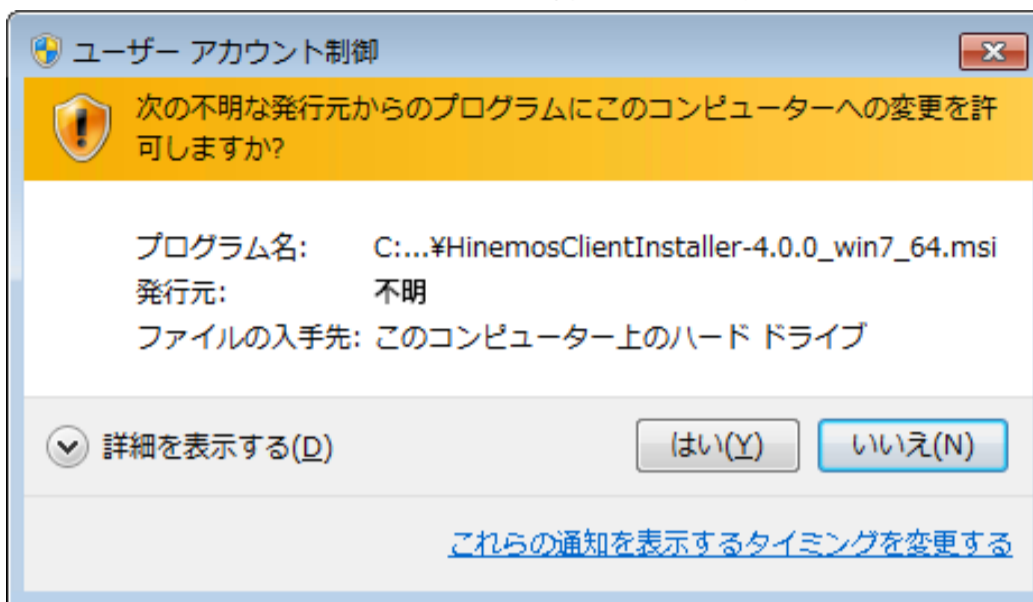 ユーザー アカウント制御
次の不明な発行元からのプログラムにこのコンピューターへの変更を許
可しますか?
プログラム名: C:...¥HinemosClientInstaller-4.0.0_win7_64.msi
発行元: 不明
ファイルの入手先: このコンピューター上のハード ドライブ
詳細を表示する(D) はい(Y) いいえ(N)
これらの通知を表示するタイミングを変更する